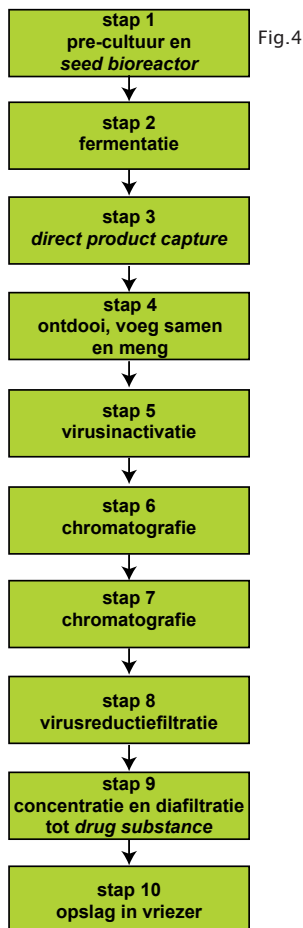 stap 1
pre-cultuur en
seed bioreactor
Fig.4
stap 2
fermentatie
stap 3
direct product capture
stap 4
ontdooi, voeg samen
en meng
stap 5
virusinactivatie
stap 6
chromatografie
stap 7
chromatografie
stap 8
virusreductiefiltratie
stap 9
concentratie en diafiltratie
tot drug substance
stap 10
opslag in vriezer